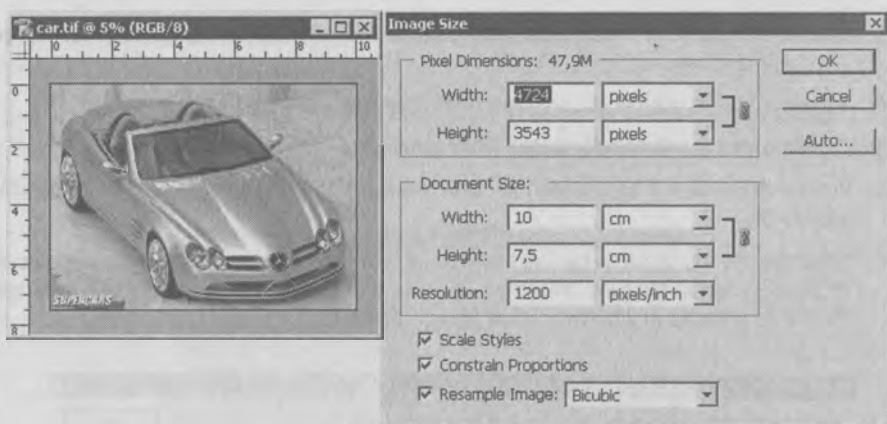 car.tif @ 5% (RGB/8)
0 2 4 6 8 10
0
2
4
6
8
SUPERCARS
Image Size
Pixel Dimensions: 47,9M
Width: 4724 pixels
Height: 3543 pixels
Document Size:
Width: 10 cm
Height: 7,5 cm
Resolution: 1200 pixels/inch
Scale Styles
Constrain Proportions
Resample Image: Bicubic
OK
Cancel
Auto...